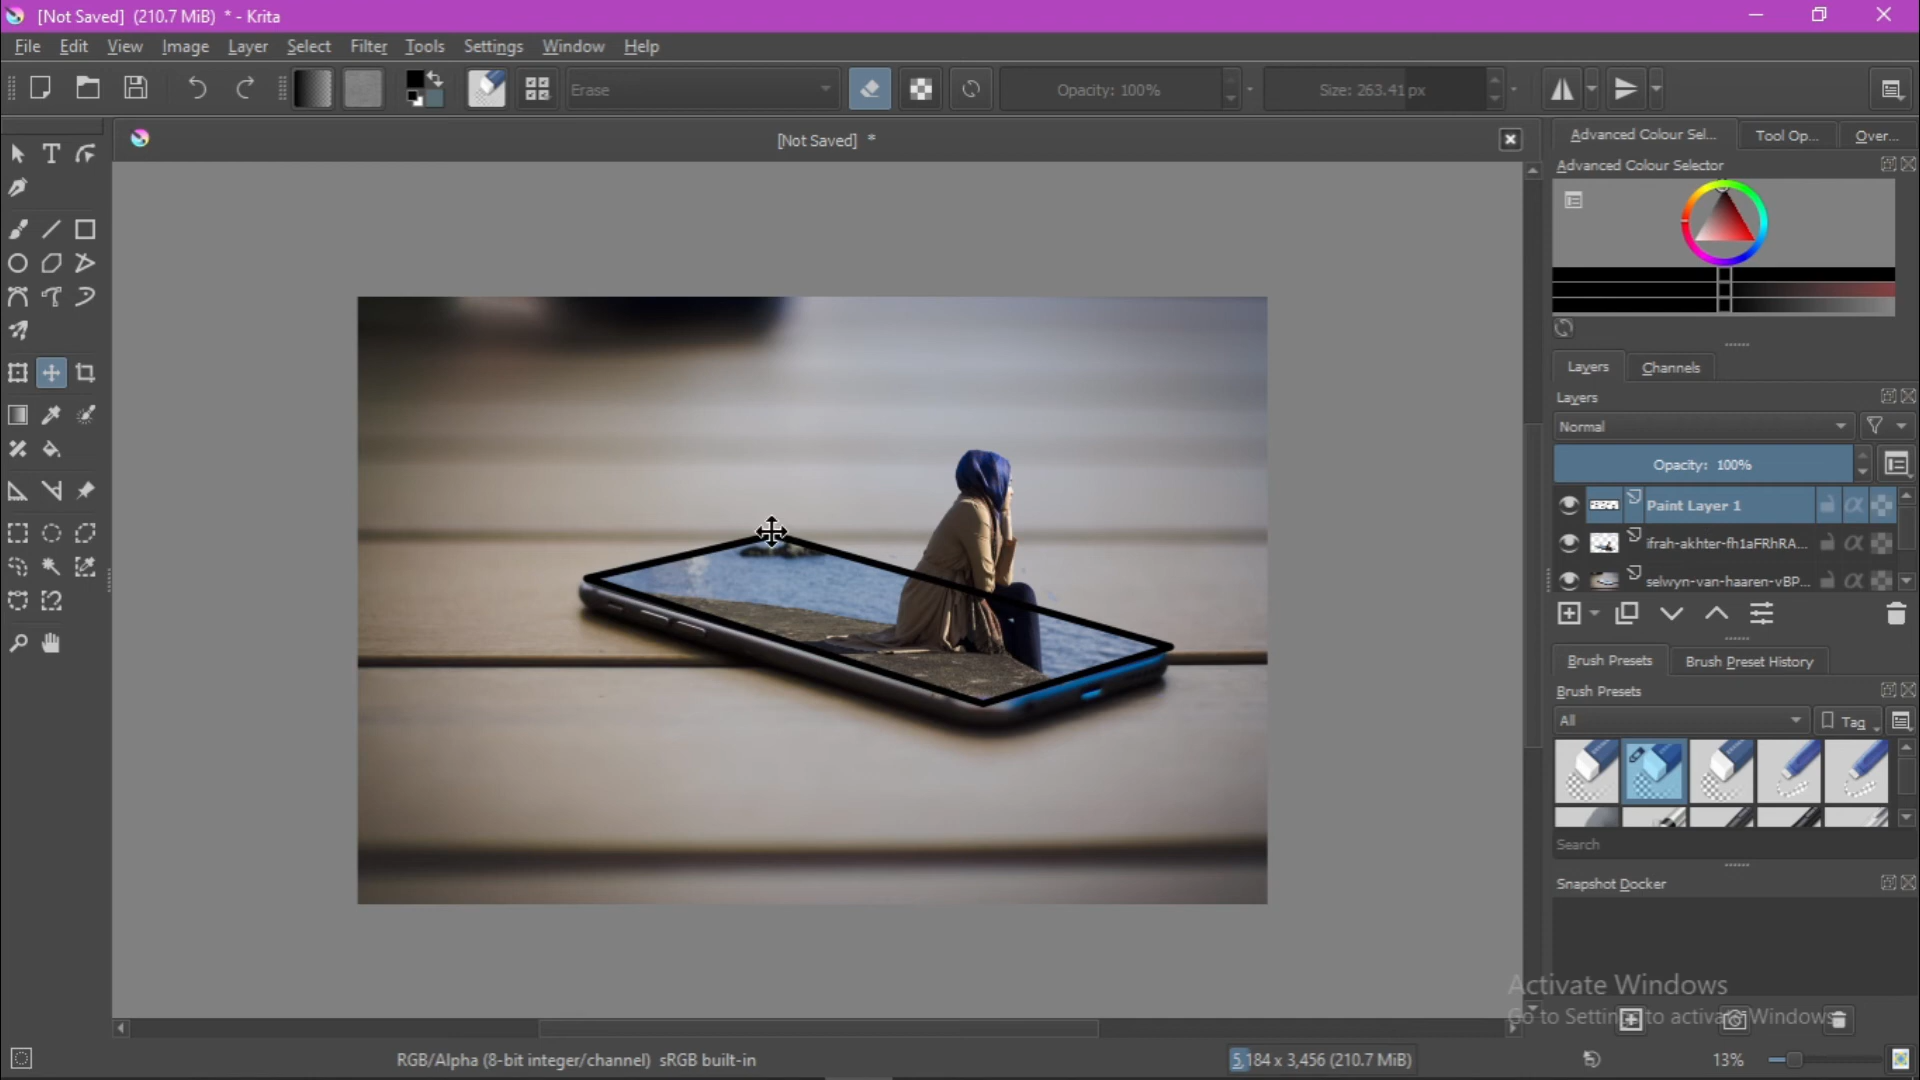 [Not Saved] (210.7 MiB) * - Krita
File Edit View Image Layer Select Filter Tools Settings Window Help
Erase
Opacity: 100%
Size: 263.41 px
[Not Saved] *
Advanced Colour Sel... Tool Op... Over...
Advanced Colour Selector
Layers Channels
Layers
Normal
Opacity: 100%
Paint Layer 1
ifrah-akhter-fh1aFRhRA...
selwyn-van-haaren-vBP...
Brush Presets Brush Preset History
Brush Presets
All
Tag
Search
Snapshot Docker
Activate Windows
Go to Settings to activate Windows.
RGB/Alpha (8-bit integer/channel) sRGB built-in
5,184 x 3,456 (210.7 MiB)
13%